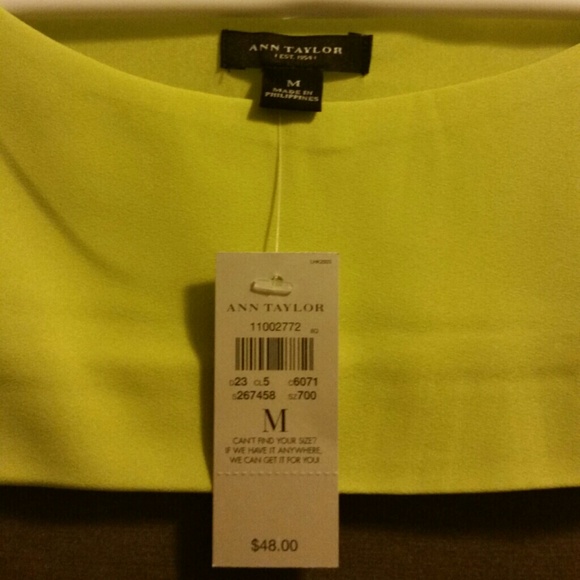 ANN TAYLOR
EST. 1954
M
MADE IN
PHILIPPINES
ANN TAYLOR
11002772
D23 CL5 C6071
S267458 SZ700
M
CAN'T FIND YOUR SIZE?
IF WE HAVE IT ANYWHERE,
WE CAN GET IT FOR YOU!
$48.00